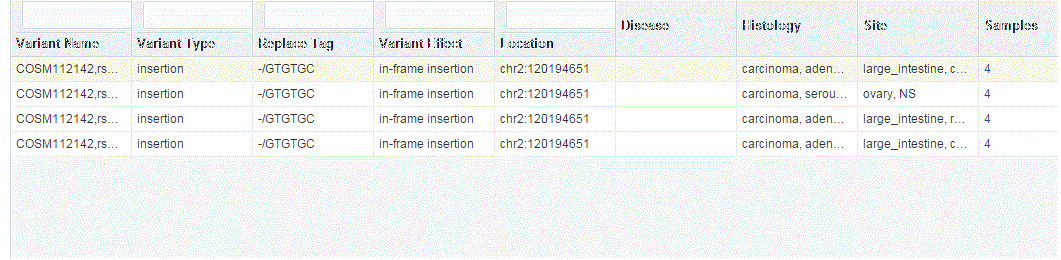 Disease Histology Site Samples
Variant Name Variant Type Replace Tag Variant Effect Location
COSM112142,rs... insertion -/GTGTGC in-frame insertion chr2:120194651 carcinoma, aden... large_intestine, c... 4
COSM112142,rs... insertion -/GTGTGC in-frame insertion chr2:120194651 carcinoma, serou... ovary, NS 4
COSM112142,rs... insertion -/GTGTGC in-frame insertion chr2:120194651 carcinoma, aden... large_intestine, r... 4
COSM112142,rs... insertion -/GTGTGC in-frame insertion chr2:120194651 carcinoma, aden... large_intestine, c... 4